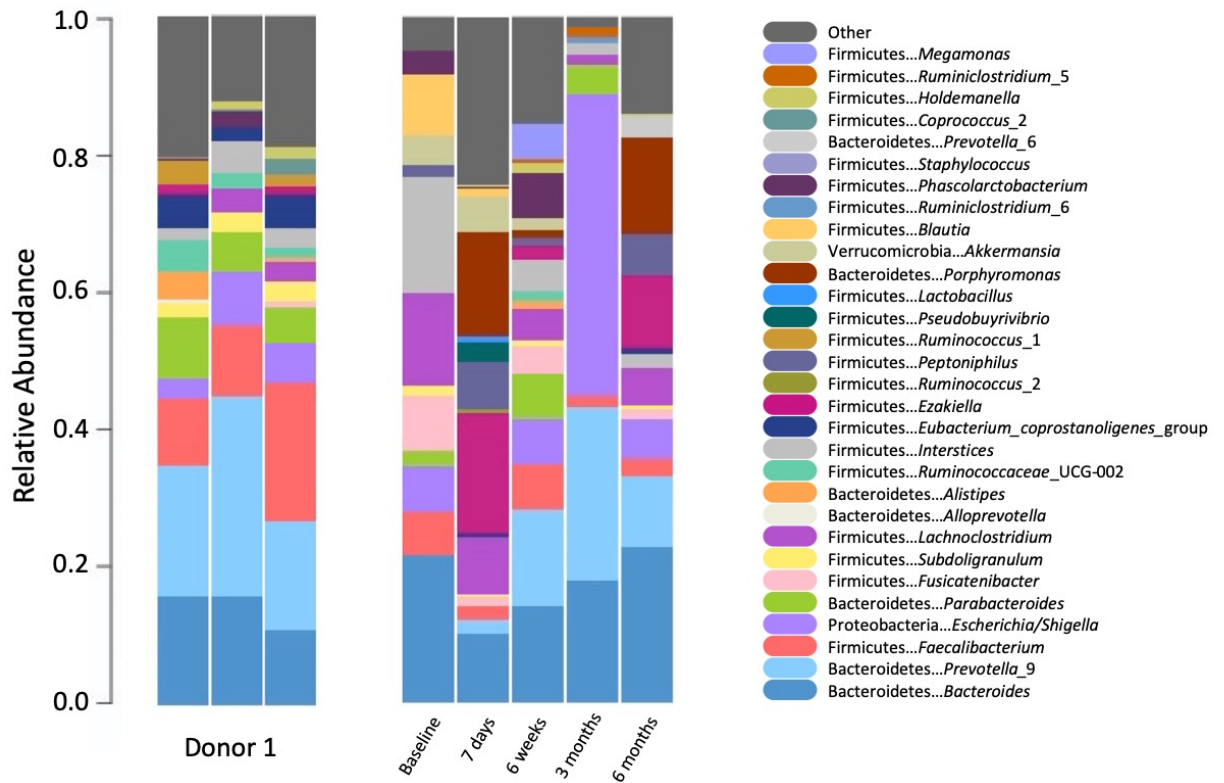 Relative Abundance
1.0
0.8
0.6
0.4
0.2
0.0
Donor 1
Baseline
7 days
6 weeks
3 months
6 months
Other
Firmicutes...Megamonas
Firmicutes...Ruminiclostridium_5
Firmicutes...Holdemanella
Firmicutes...Coprococcus_2
Bacteroidetes...Prevotella_6
Firmicutes...Staphylococcus
Firmicutes...Phascolarctobacterium
Firmicutes...Ruminiclostridium_6
Firmicutes...Blautia
Verrucomicrobia...Akkermansia
Bacteroidetes...Porphyromonas
Firmicutes...Lactobacillus
Firmicutes...Pseudobuyrivibrio
Firmicutes...Ruminococcus_1
Firmicutes...Peptoniphilus
Firmicutes...Ruminococcus_2
Firmicutes...Ezakiella
Firmicutes...Eubacterium_coprostanoligenes_group
Firmicutes...Interstices
Firmicutes...Ruminococcaceae_UCG-002
Bacteroidetes...Alistipes
Bacteroidetes...Alloprevotella
Firmicutes...Lachnoclostridium
Firmicutes...Subdoligranulum
Firmicutes...Fusicatenibacter
Bacteroidetes...Parabacteroides
Proteobacteria...Escherichia/Shigella
Firmicutes...Faecalibacterium
Bacteroidetes...Prevotella_9
Bacteroidetes...Bacteroides